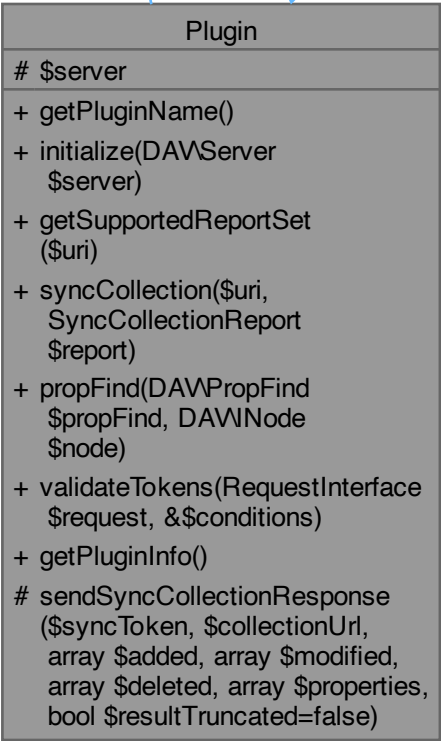 Plugin
# $server
+ getPluginName()
+ initialize(DAV\Server
$server)
+ getSupportedReportSet
($uri)
+ syncCollection($uri,
SyncCollectionReport
$report)
+ propFind(DAV\PropFind
$propFind, DAV\INode
$node)
+ validateTokens(RequestInterface
$request, &$conditions)
+ getPluginInfo()
# sendSyncCollectionResponse
($syncToken, $collectionUrl,
array $added, array $modified,
array $deleted, array $properties,
bool $resultTruncated=false)